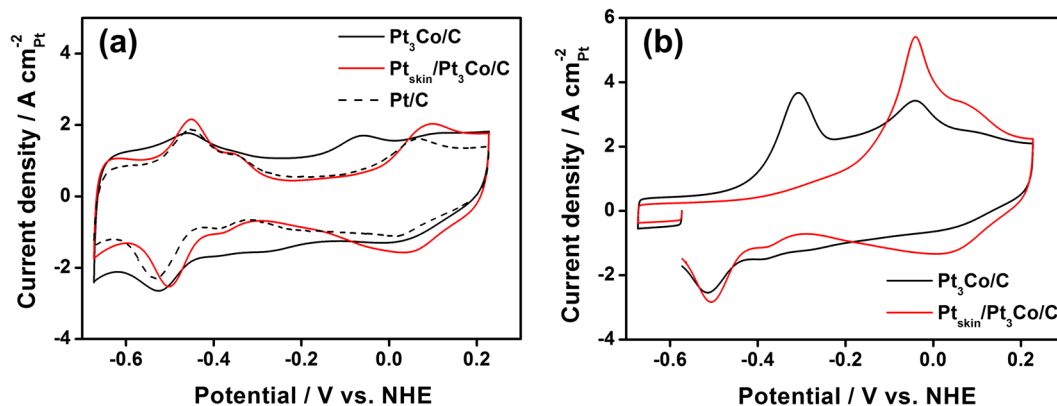 (a)
Pt3Co/C
Ptskin/Pt3Co/C
Pt/C
Current density / A cm-2Pt
4
2
0
-2
-4
-0.6
-0.4
-0.2
0.0
0.2
Potential / V vs. NHE
(b)
Current density / A cm-2Pt
6
4
2
0
-2
-4
Pt3Co/C
Ptskin/Pt3Co/C
-0.6
-0.4
-0.2
0.0
0.2
Potential / V vs. NHE